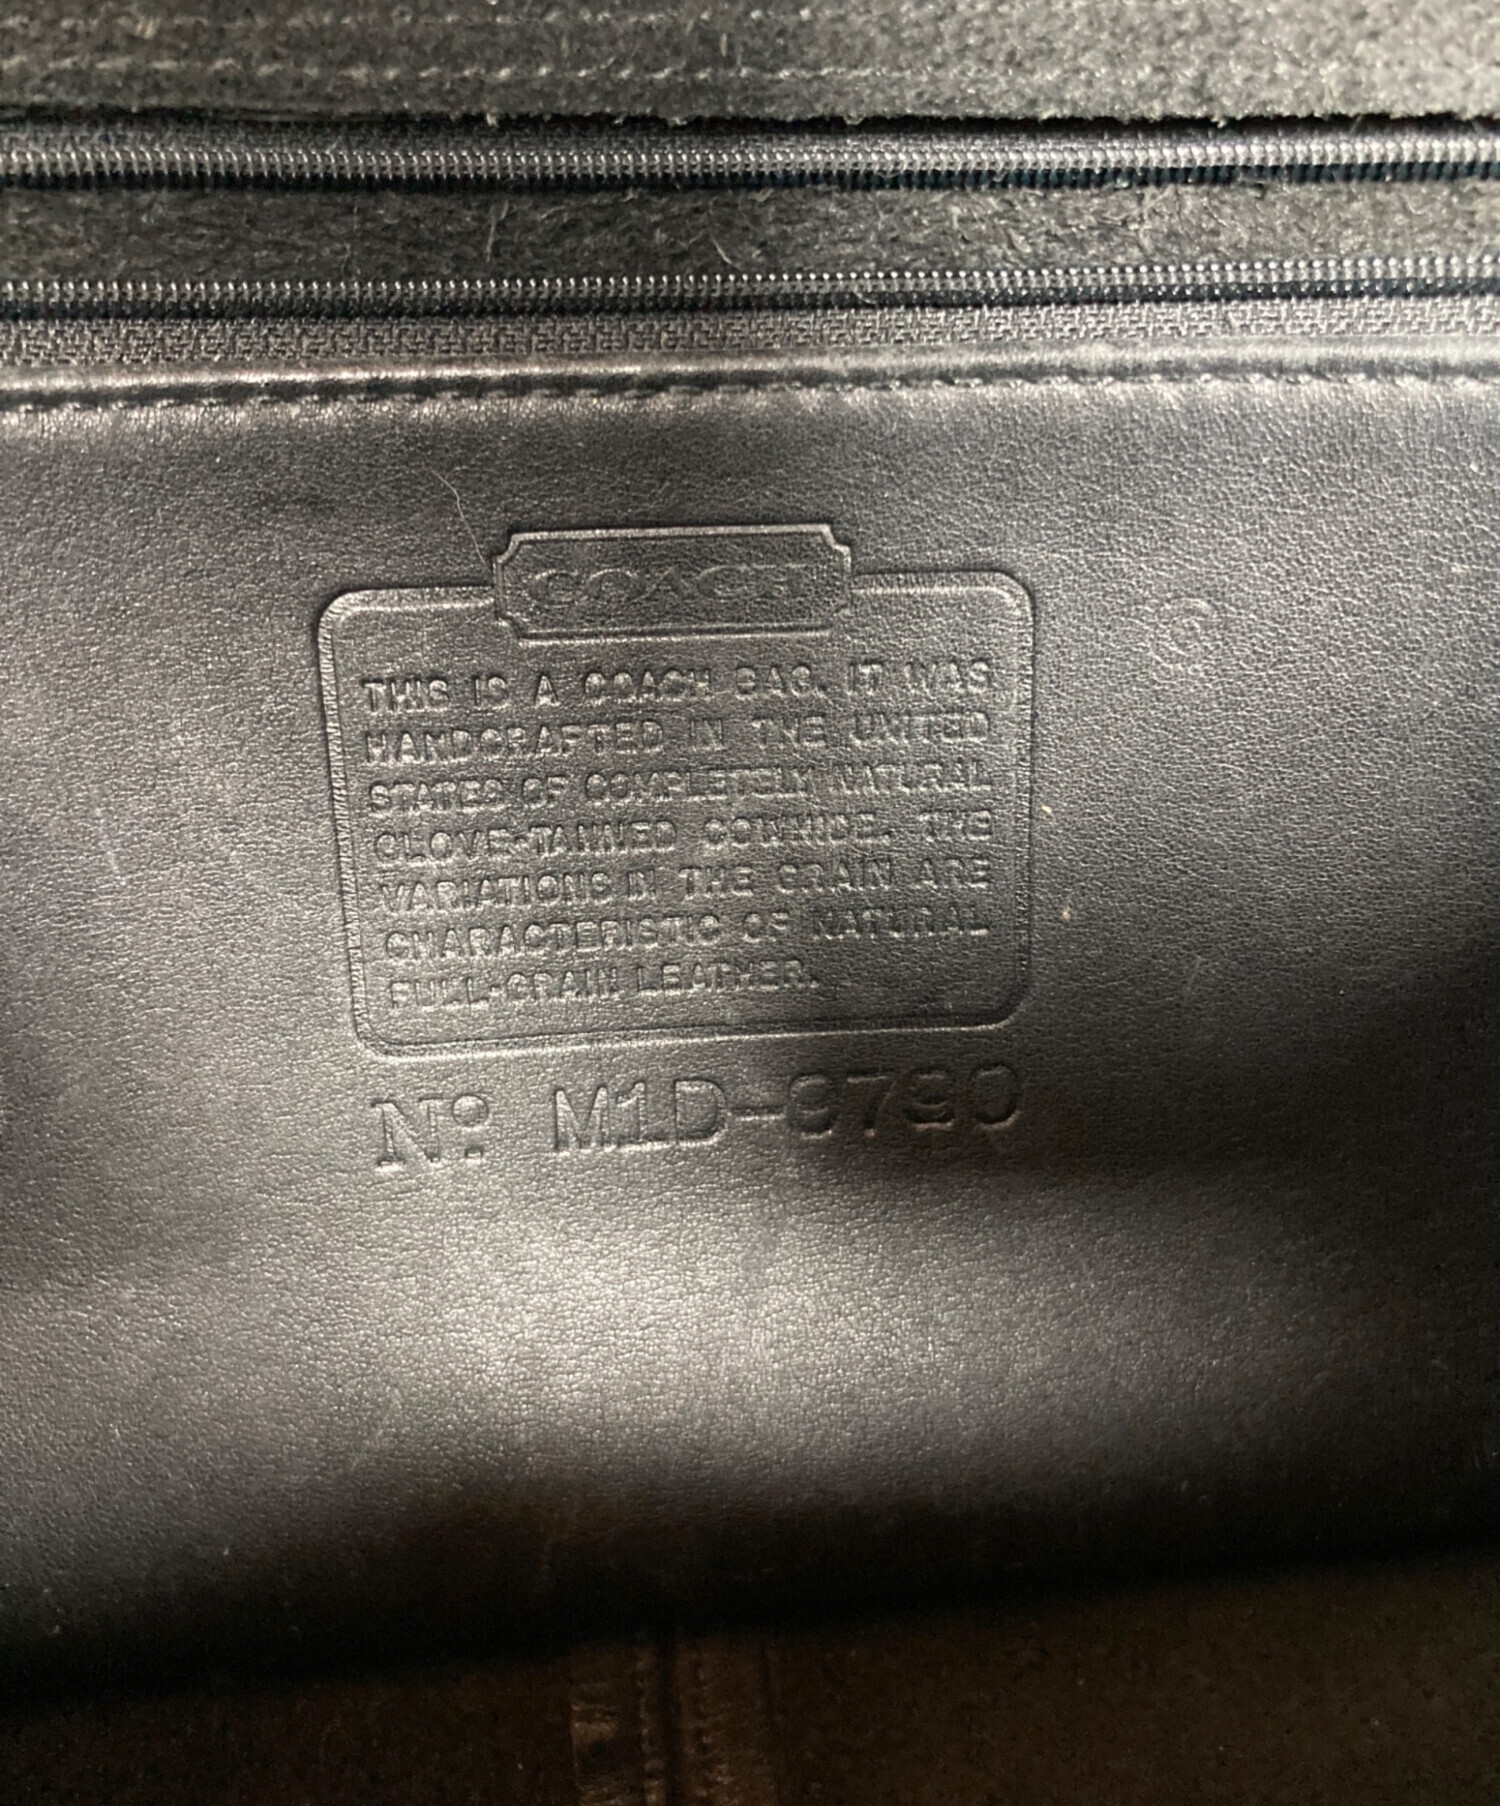 COACH
THIS IS A COACH BAG. IT WAS
HANDCRAFTED IN THE UNITED
STATES OF COMPLETELY NATURAL
GLOVE-TANNED COWHIDE. THE
VARIATIONS IN THE GRAIN ARE
CHARACTERISTIC OF NATURAL
FULL-GRAIN LEATHER.
Nº M1D-9790